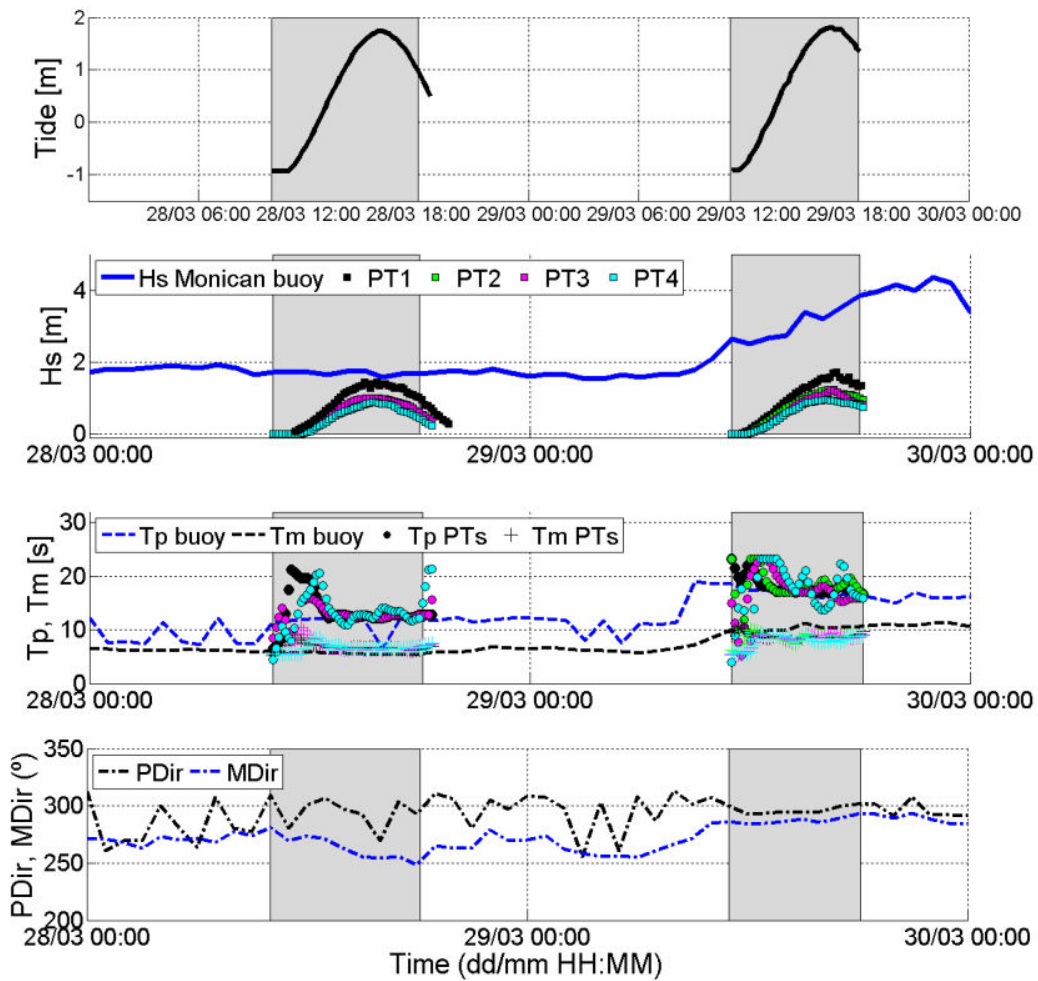 2
1
0
-1
Tide [m]
28/03 06:00 28/03 12:00 28/03 18:00 29/03 00:00 29/03 06:00 29/03 12:00 29/03 18:00 30/03 00:00
Hs Monican buoy PT1 PT2 PT3 PT4
4
2
0
Hs [m]
28/03 00:00 29/03 00:00 30/03 00:00
Tp buoy Tm buoy Tp PTs Tm PTs
30
20
10
0
Tp, Tm [s]
28/03 00:00 29/03 00:00 30/03 00:00
PDir MDir
350
300
250
200
PDir, MDir (º)
28/03 00:00 29/03 00:00 30/03 00:00
Time (dd/mm HH:MM)